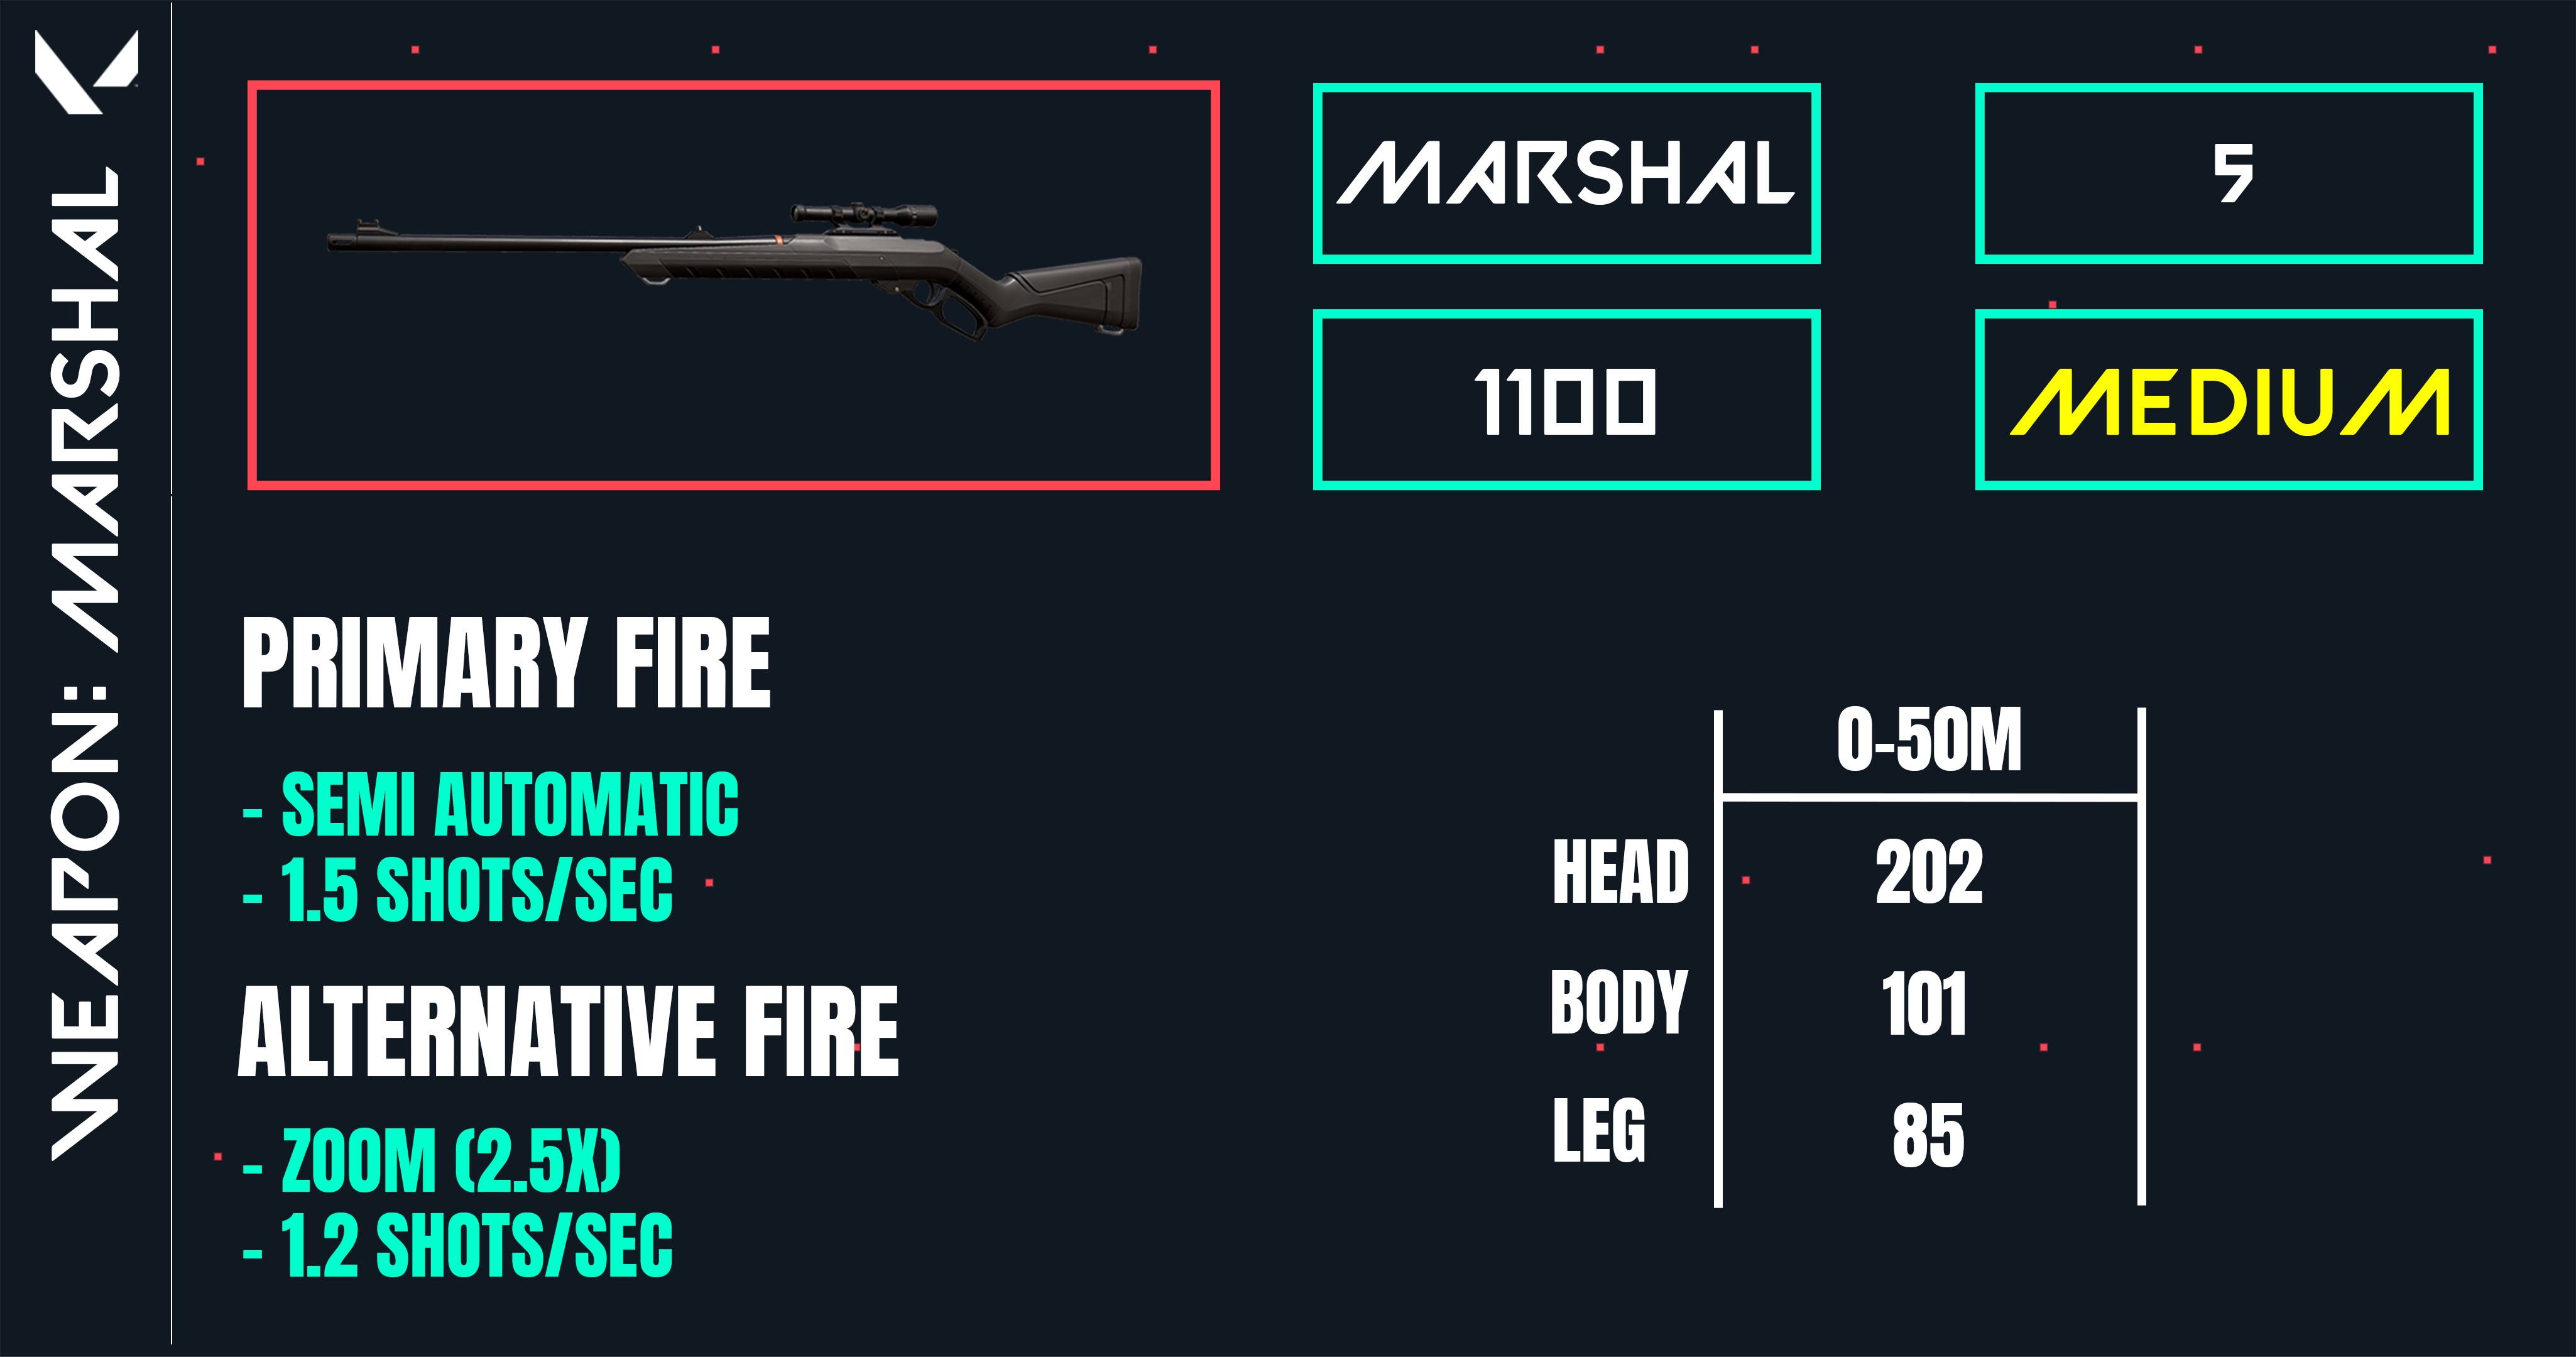 WEAPON: MARSHAL
MARSHAL
5
1100
MEDIUM
PRIMARY FIRE
- SEMI AUTOMATIC
- 1.5 SHOTS/SEC
ALTERNATIVE FIRE
- ZOOM (2.5X)
- 1.2 SHOTS/SEC
0-50M
HEAD 202
BODY 101
LEG 85